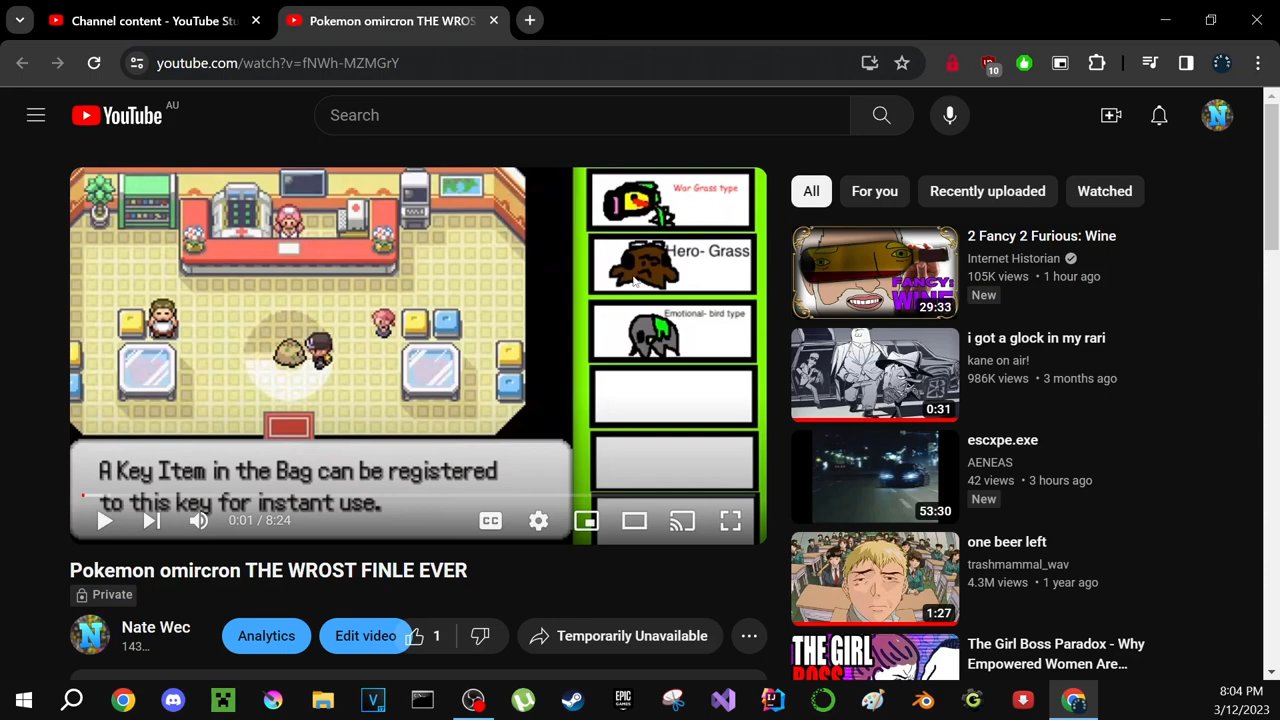 Channel content - YouTube Stu
Pokemon omircron THE WROS
youtube.com/watch?v=fNWh-MZMGrY
10
YouTube AU
Search
War Grass type
Hero- Grass
Emotional- bird type
A Key Item in the Bag can be registered
to this key for instant use.
0:01 / 8:24
CC
Pokemon omircron THE WROST FINLE EVER
Private
Nate Wec
143...
Analytics
Edit video
1
Temporarily Unavailable
All
For you
Recently uploaded
Watched
2 Fancy 2 Furious: Wine
Internet Historian
105K views • 1 hour ago
New
FANCY:
WINE
29:33
i got a glock in my rari
kane on air!
986K views • 3 months ago
0:31
escxpe.exe
AENEAS
42 views • 3 hours ago
New
53:30
one beer left
trashmammal_wav
4.3M views • 1 year ago
1:27
The Girl Boss Paradox - Why
Empowered Women Are...
THE GIRL
BOSS
EPIC
GAMES
8:04 PM
3/12/2023